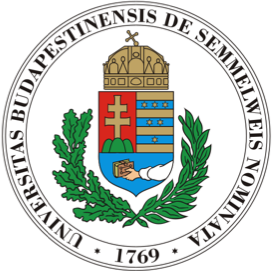 UNIVERSITAS BUDAPESTINENSIS DE SEMMELWEIS NOMINATA
· 1769 ·